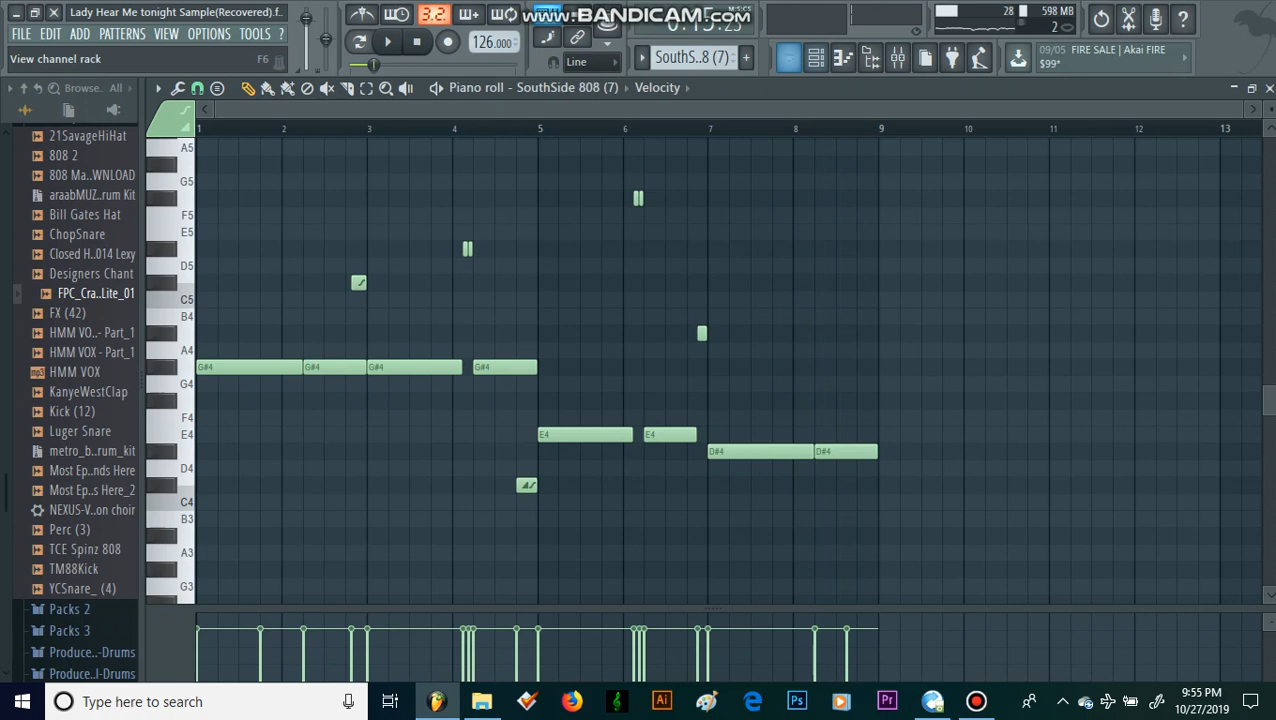 Lady Hear Me tonight Sample(Recovered) f..
www.BANDICAM.com
3.2
28
598 MB
2
FILE EDIT ADD PATTERNS VIEW OPTIONS TOOLS ?
126.000
View channel rack F6
Line
SouthS..8 (7)
09/05 FIRE SALE | Akai FIRE
$99*
Browse.. All
Piano roll - SouthSide 808 (7) Velocity
1 2 3 4 5 6 7 8 9 10 11 12 13
21SavageHiHat
808 2
808 Ma..WNLOAD
araabMUZ..rum Kit
Bill Gates Hat
ChopSnare
Closed H..014 Lexy
Designers Chant
FPC_Cra..Lite_01
FX (42)
HMM VO..- Part_1
HMM VOX - Part_1
HMM VOX
KanyeWestClap
Kick (12)
Luger Snare
metro_b..rum_kit
Most Ep..nds Here
Most Ep..s Here_2
NEXUS-V..on choir
Perc (3)
TCE Spinz 808
TM88Kick
YCSnare_ (4)
Packs 2
Packs 3
Produce..-Drums
Produce..l-Drums
A5
G5
F5
E5
D5
C5
B4
A4
G4
F4
E4
D4
C4
B3
A3
G3
G#4 G#4 G#4 G#4
E4 E4
D#4 D#4
Type here to search
Ai
Ps
Pr
3:55 PM
10/27/2019